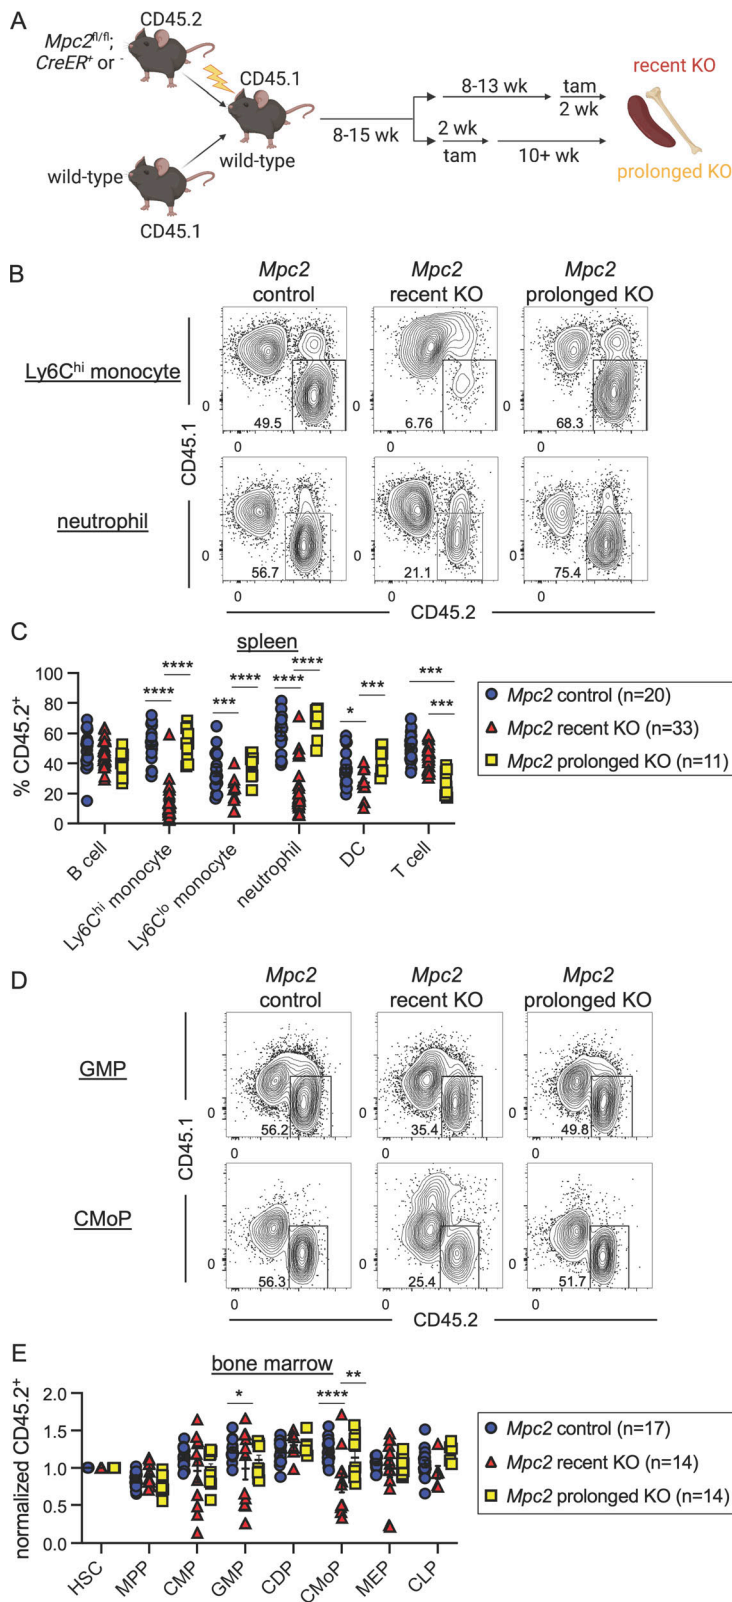 A
CD45.2
Mpc2fl/fl;
CreER+ or -
CD45.1
wild-type
wild-type
CD45.1
8-15 wk
8-13 wk
tam
2 wk
2 wk
tam
10+ wk
recent KO
prolonged KO
B
Mpc2 control
Mpc2 recent KO
Mpc2 prolonged KO
Ly6Chi monocyte
49.5
6.76
68.3
0 0 0
0 0 0
CD45.1
neutrophil
56.7
21.1
75.4
0 0 0
0 0 0
CD45.2
C
spleen
% CD45.2+
100
80
60
40
20
0
**** **** *** **** **** **** * *** *** ***
B cell
Ly6Chi monocyte
Ly6Clo monocyte
neutrophil
DC
T cell
Mpc2 control (n=20)
Mpc2 recent KO (n=33)
Mpc2 prolonged KO (n=11)
D
Mpc2 control
Mpc2 recent KO
Mpc2 prolonged KO
GMP
56.2
35.4
49.8
0 0 0
0 0 0
CD45.1
CMoP
56.3
25.4
51.7
0 0 0
0 0 0
CD45.2
E
bone marrow
normalized CD45.2+
2.0
1.5
1.0
0.5
0.0
* **** **
HSC
MPP
CMP
GMP
CDP
CMoP
MEP
CLP
Mpc2 control (n=17)
Mpc2 recent KO (n=14)
Mpc2 prolonged KO (n=14)